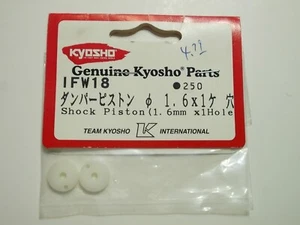 KYOSHO
Genuine Kyosho Parts
IFW18 ●250
ダンパーピストン φ 1.6x1ケ 穴
Shock Piston(1.6mm x1Hole
TEAM KYOSHO K INTERNATIONAL